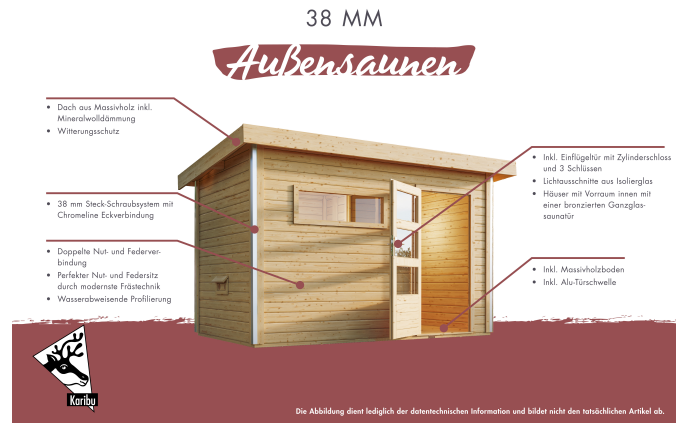 38 MM
Außensaunen
• Dach aus Massivholz inkl.
Mineralwolldämmung
• Witterungsschutz
• 38 mm Steck-Schraubsystem mit
Chromeline Eckverbindung
• Doppelte Nut- und Federver-
bindung
• Perfekter Nut- und Federsitz
durch modernste Frästechnik
• Wasserabweisende Profilierung
• Inkl. Einflügeltür mit Zylinderschloss
und 3 Schlüssen
• Lichtausschnitte aus Isolierglas
• Häuser mit Vorraum innen mit
einer bronzierten Ganzglas-
saunatür
• Inkl. Massivholzboden
• Inkl. Alu-Türschwelle
Karibu
Die Abbildung dient lediglich der datentechnischen Information und bildet nicht den tatsächlichen Artikel ab.